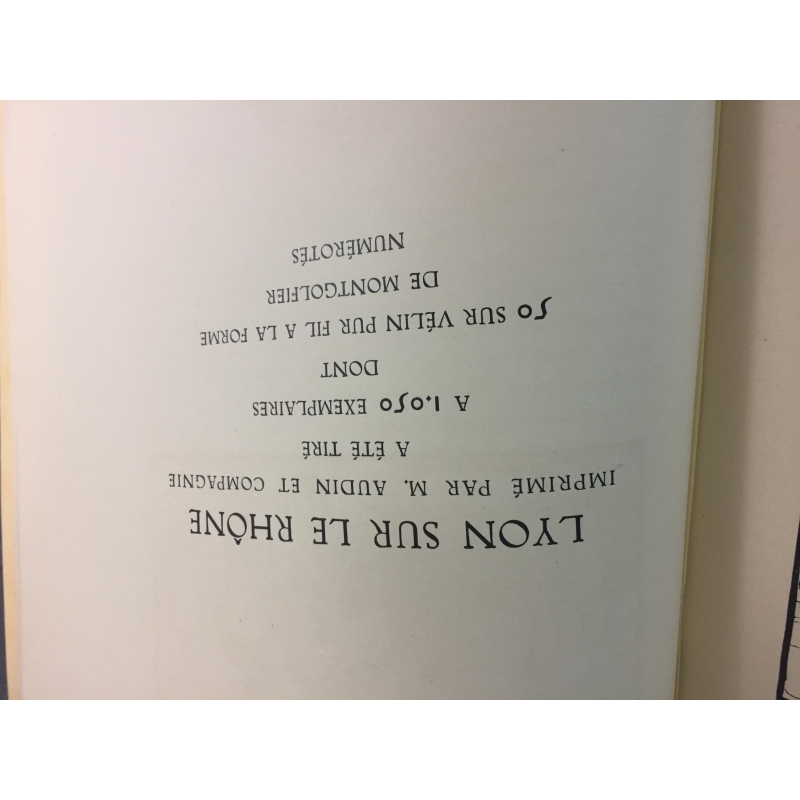 LYON SUR LE RHÔNE
IMPRIMÉ PAR M. AUDIN ET COMPAGNIE
A ÉTÉ TIRÉ
A 1.050 EXEMPLAIRES
DONT
50 SUR VÉLIN PUR FIL A LA FORME
DE MONTGOLFIER
NUMÉROTÉS